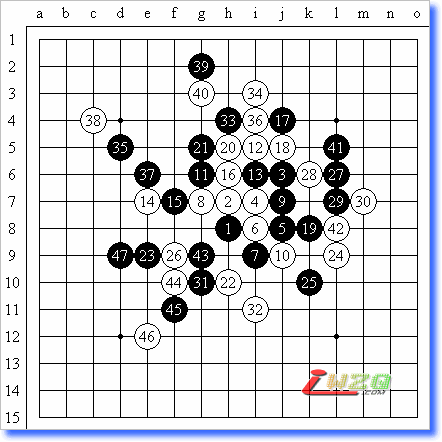 a b c d e f g h i j k l m n o
1
2 39
3 40 34
4 38 33 36 17
5 35 21 20 12 18 41
6 37 11 16 13 3 28 27
7 14 15 8 2 4 9 29 30
8 1 6 5 19 42
9 47 23 26 43 7 10 24
10 44 31 22 25
11 45 32
12 46
13
iWZQ
.COM
14
15